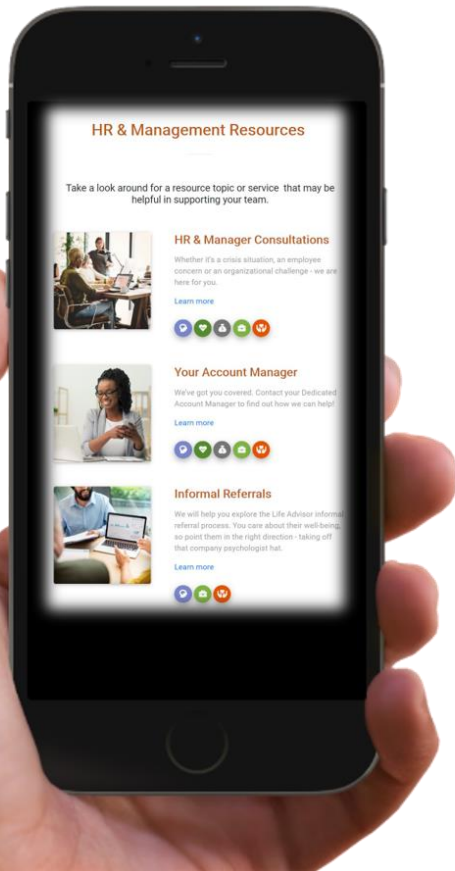 HR & Management Resources
Take a look around for a resource topic or service that may be
helpful in supporting your team.
HR & Manager Consultations
Whether it's a crisis situation, an employee
concern or an organizational challenge - we are
here for you.
Learn more
Your Account Manager
We've got you covered. Contact your Dedicated
Account Manager to find out how we can help!
Learn more
Informal Referrals
We will help you explore the Life Advisor informal
referral process. You care about their well-being,
so point them in the right direction - taking off
that company psychologist hat.
Learn more